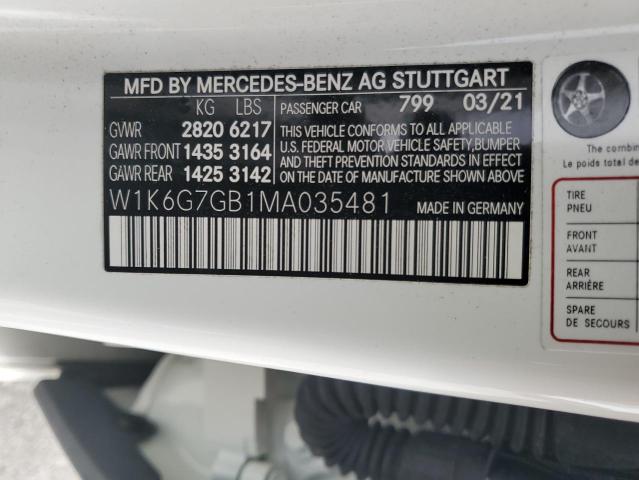 MFD BY MERCEDES-BENZ AG STUTTGART
KG LBS PASSENGER CAR 799 03/21
GVWR 2820 6217
GAWR FRONT 1435 3164
GAWR REAR 1425 3142
THIS VEHICLE CONFORMS TO ALL APPLICABLE
U.S. FEDERAL MOTOR VEHICLE SAFETY, BUMPER
AND THEFT PREVENTION STANDARDS IN EFFECT
ON THE DATE OF MANUFACTURE SHOWN ABOVE
W1K6G7GB1MA035481 MADE IN GERMANY
The combin
Le poids total de
TIRE
PNEU
FRONT
AVANT
REAR
ARRIÈRE
SPARE
DE SECOURS